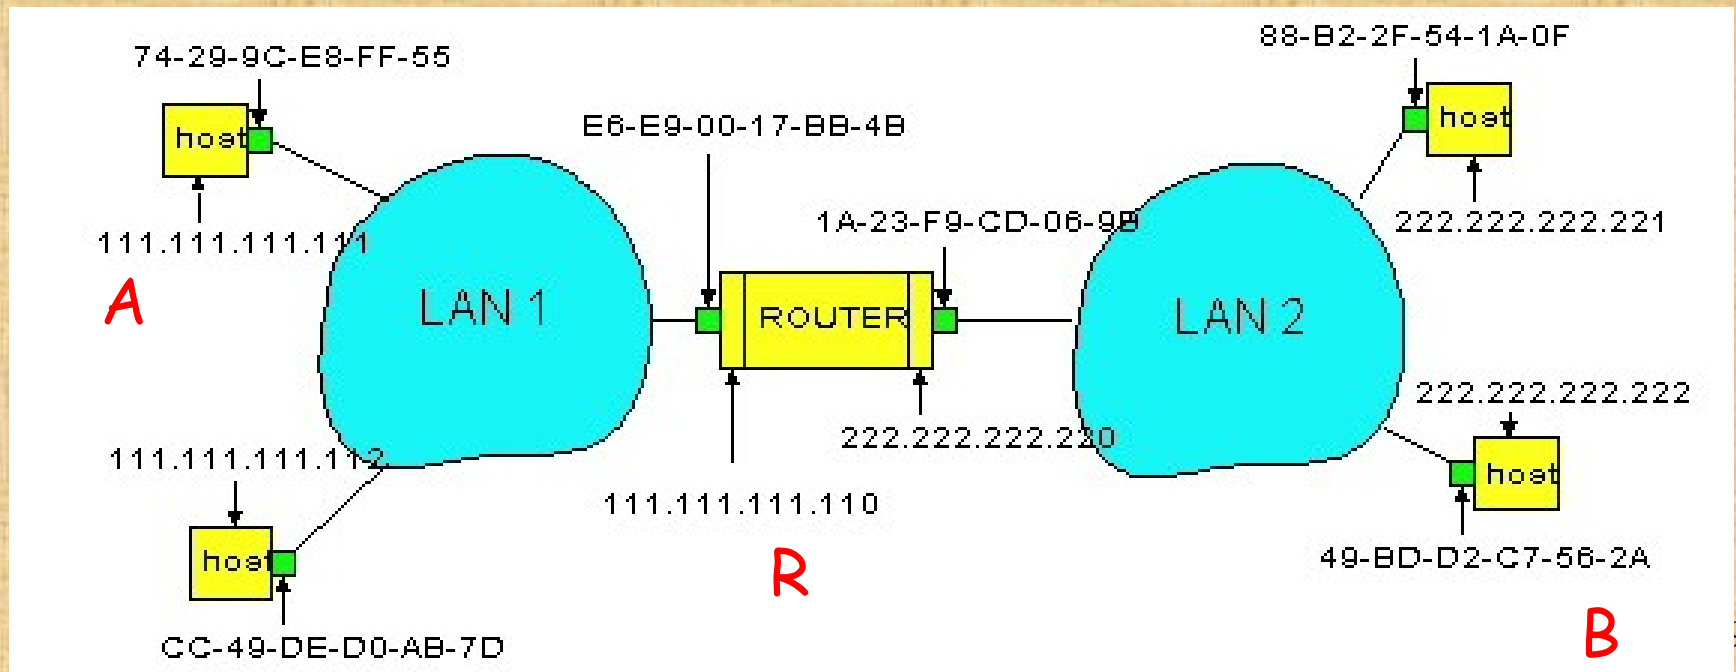 88-B2-2F-54-1A-0F
74-29-9C-E8-FF-55
host
E6-E9-00-17-BB-4B
host
1A-23-F9-CD-06-9B
222.222.222.221
111.111.111.111
A
LAN 1
ROUTER
LAN 2
222.222.222.222
222.222.222.220
111.111.111.112
host
111.111.111.110
host
49-BD-D2-C7-56-2A
R
B
CC-49-DE-D0-AB-7D